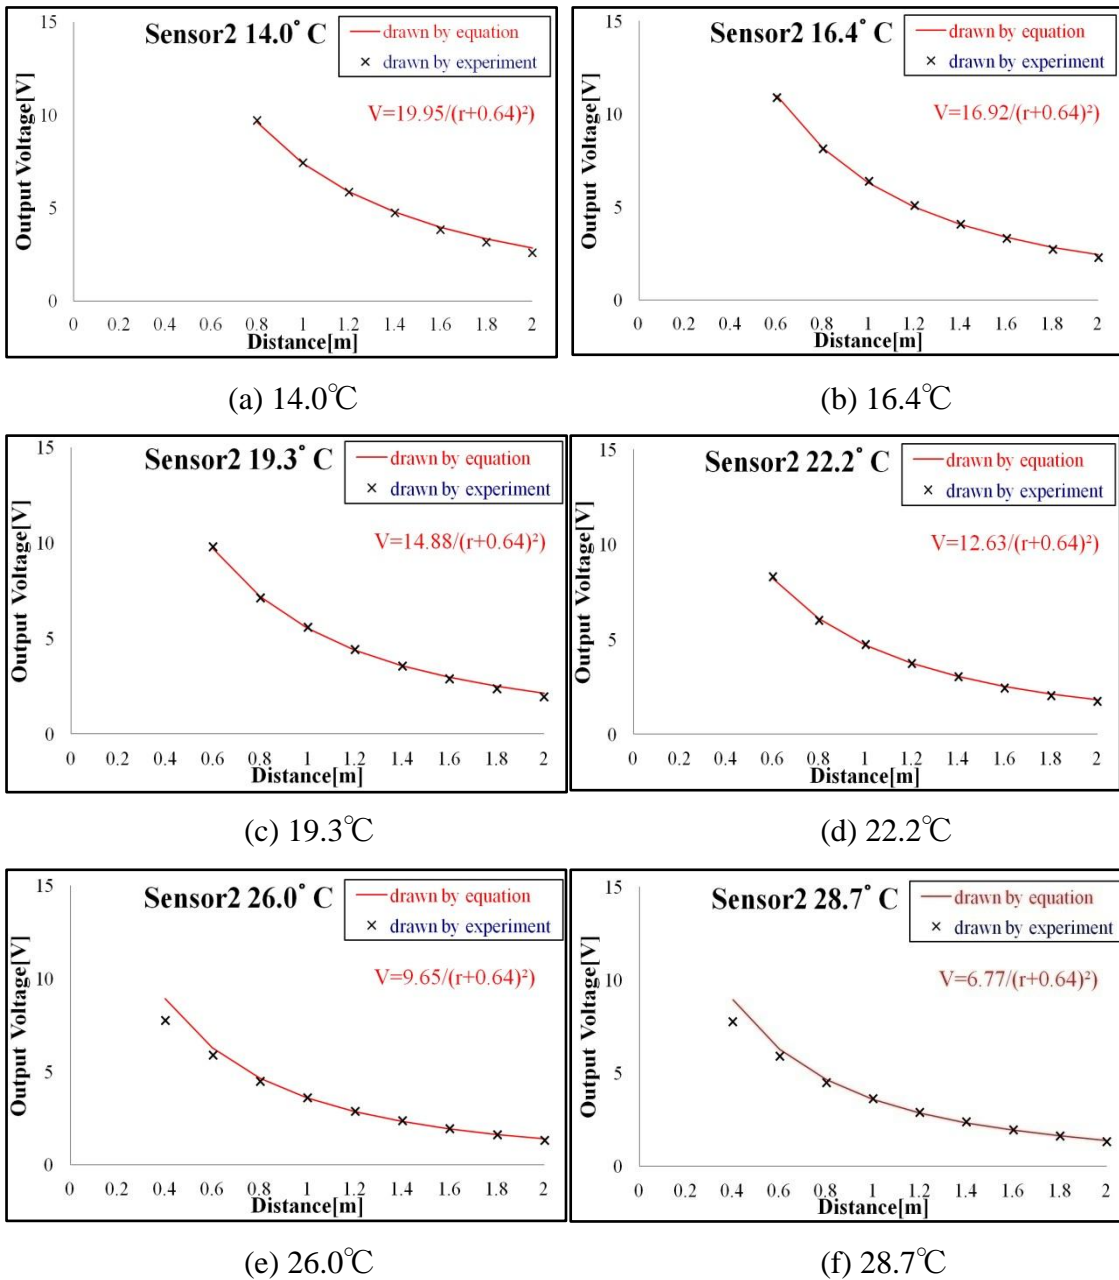 Sensor2 14.0° C
drawn by equation
drawn by experiment
V=19.95/(r+0.64)²)
Output Voltage[V]
15
10
5
0
0 0.2 0.4 0.6 0.8 1 1.2 1.4 1.6 1.8 2
Distance[m]
(a) 14.0℃
Sensor2 16.4° C
drawn by equation
drawn by experiment
V=16.92/(r+0.64)²)
Output Voltage[V]
15
10
5
0
0 0.2 0.4 0.6 0.8 1 1.2 1.4 1.6 1.8 2
Distance[m]
(b) 16.4℃
Sensor2 19.3° C
drawn by equation
drawn by experiment
V=14.88/(r+0.64)²)
Output Voltage[V]
15
10
5
0
0 0.2 0.4 0.6 0.8 1 1.2 1.4 1.6 1.8 2
Distance[m]
(c) 19.3℃
Sensor2 22.2° C
drawn by equation
drawn by experiment
V=12.63/(r+0.64)²)
Output Voltage[V]
15
10
5
0
0 0.2 0.4 0.6 0.8 1 1.2 1.4 1.6 1.8 2
Distance[m]
(d) 22.2℃
Sensor2 26.0° C
drawn by equation
drawn by experiment
V=9.65/(r+0.64)²)
Output Voltage[V]
15
10
5
0
0 0.2 0.4 0.6 0.8 1 1.2 1.4 1.6 1.8 2
Distance[m]
(e) 26.0℃
Sensor2 28.7° C
drawn by equation
drawn by experiment
V=6.77/(r+0.64)²)
Output Voltage[V]
15
10
5
0
0 0.2 0.4 0.6 0.8 1 1.2 1.4 1.6 1.8 2
Distance[m]
(f) 28.7℃